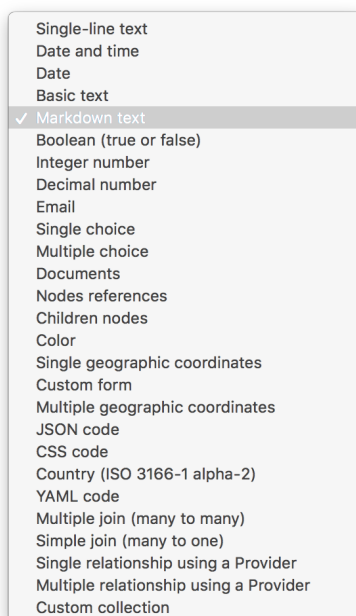 Single-line text
Date and time
Date
Basic text
✓ Markdown text
Boolean (true or false)
Integer number
Decimal number
Email
Single choice
Multiple choice
Documents
Nodes references
Children nodes
Color
Single geographic coordinates
Custom form
Multiple geographic coordinates
JSON code
CSS code
Country (ISO 3166-1 alpha-2)
YAML code
Multiple join (many to many)
Simple join (many to one)
Single relationship using a Provider
Multiple relationship using a Provider
Custom collection